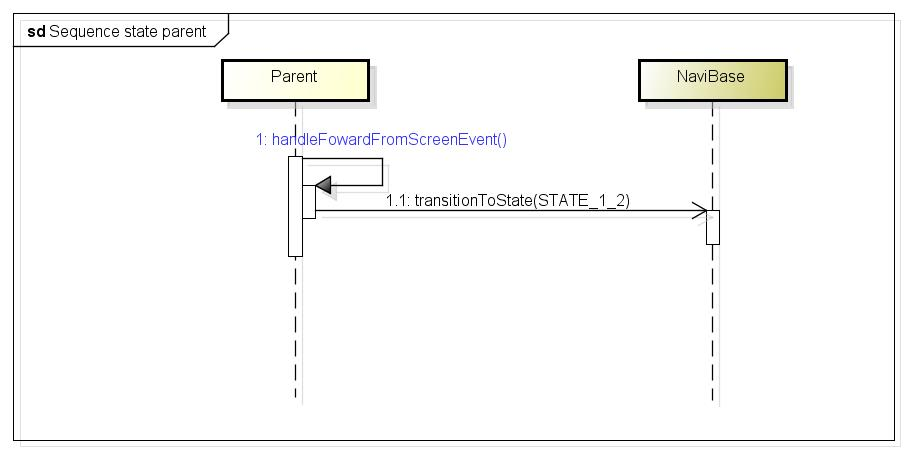 sd Sequence state parent
Parent
NaviBase
1: handleFowardFromScreenEvent()
1.1: transitionToState(STATE_1_2)